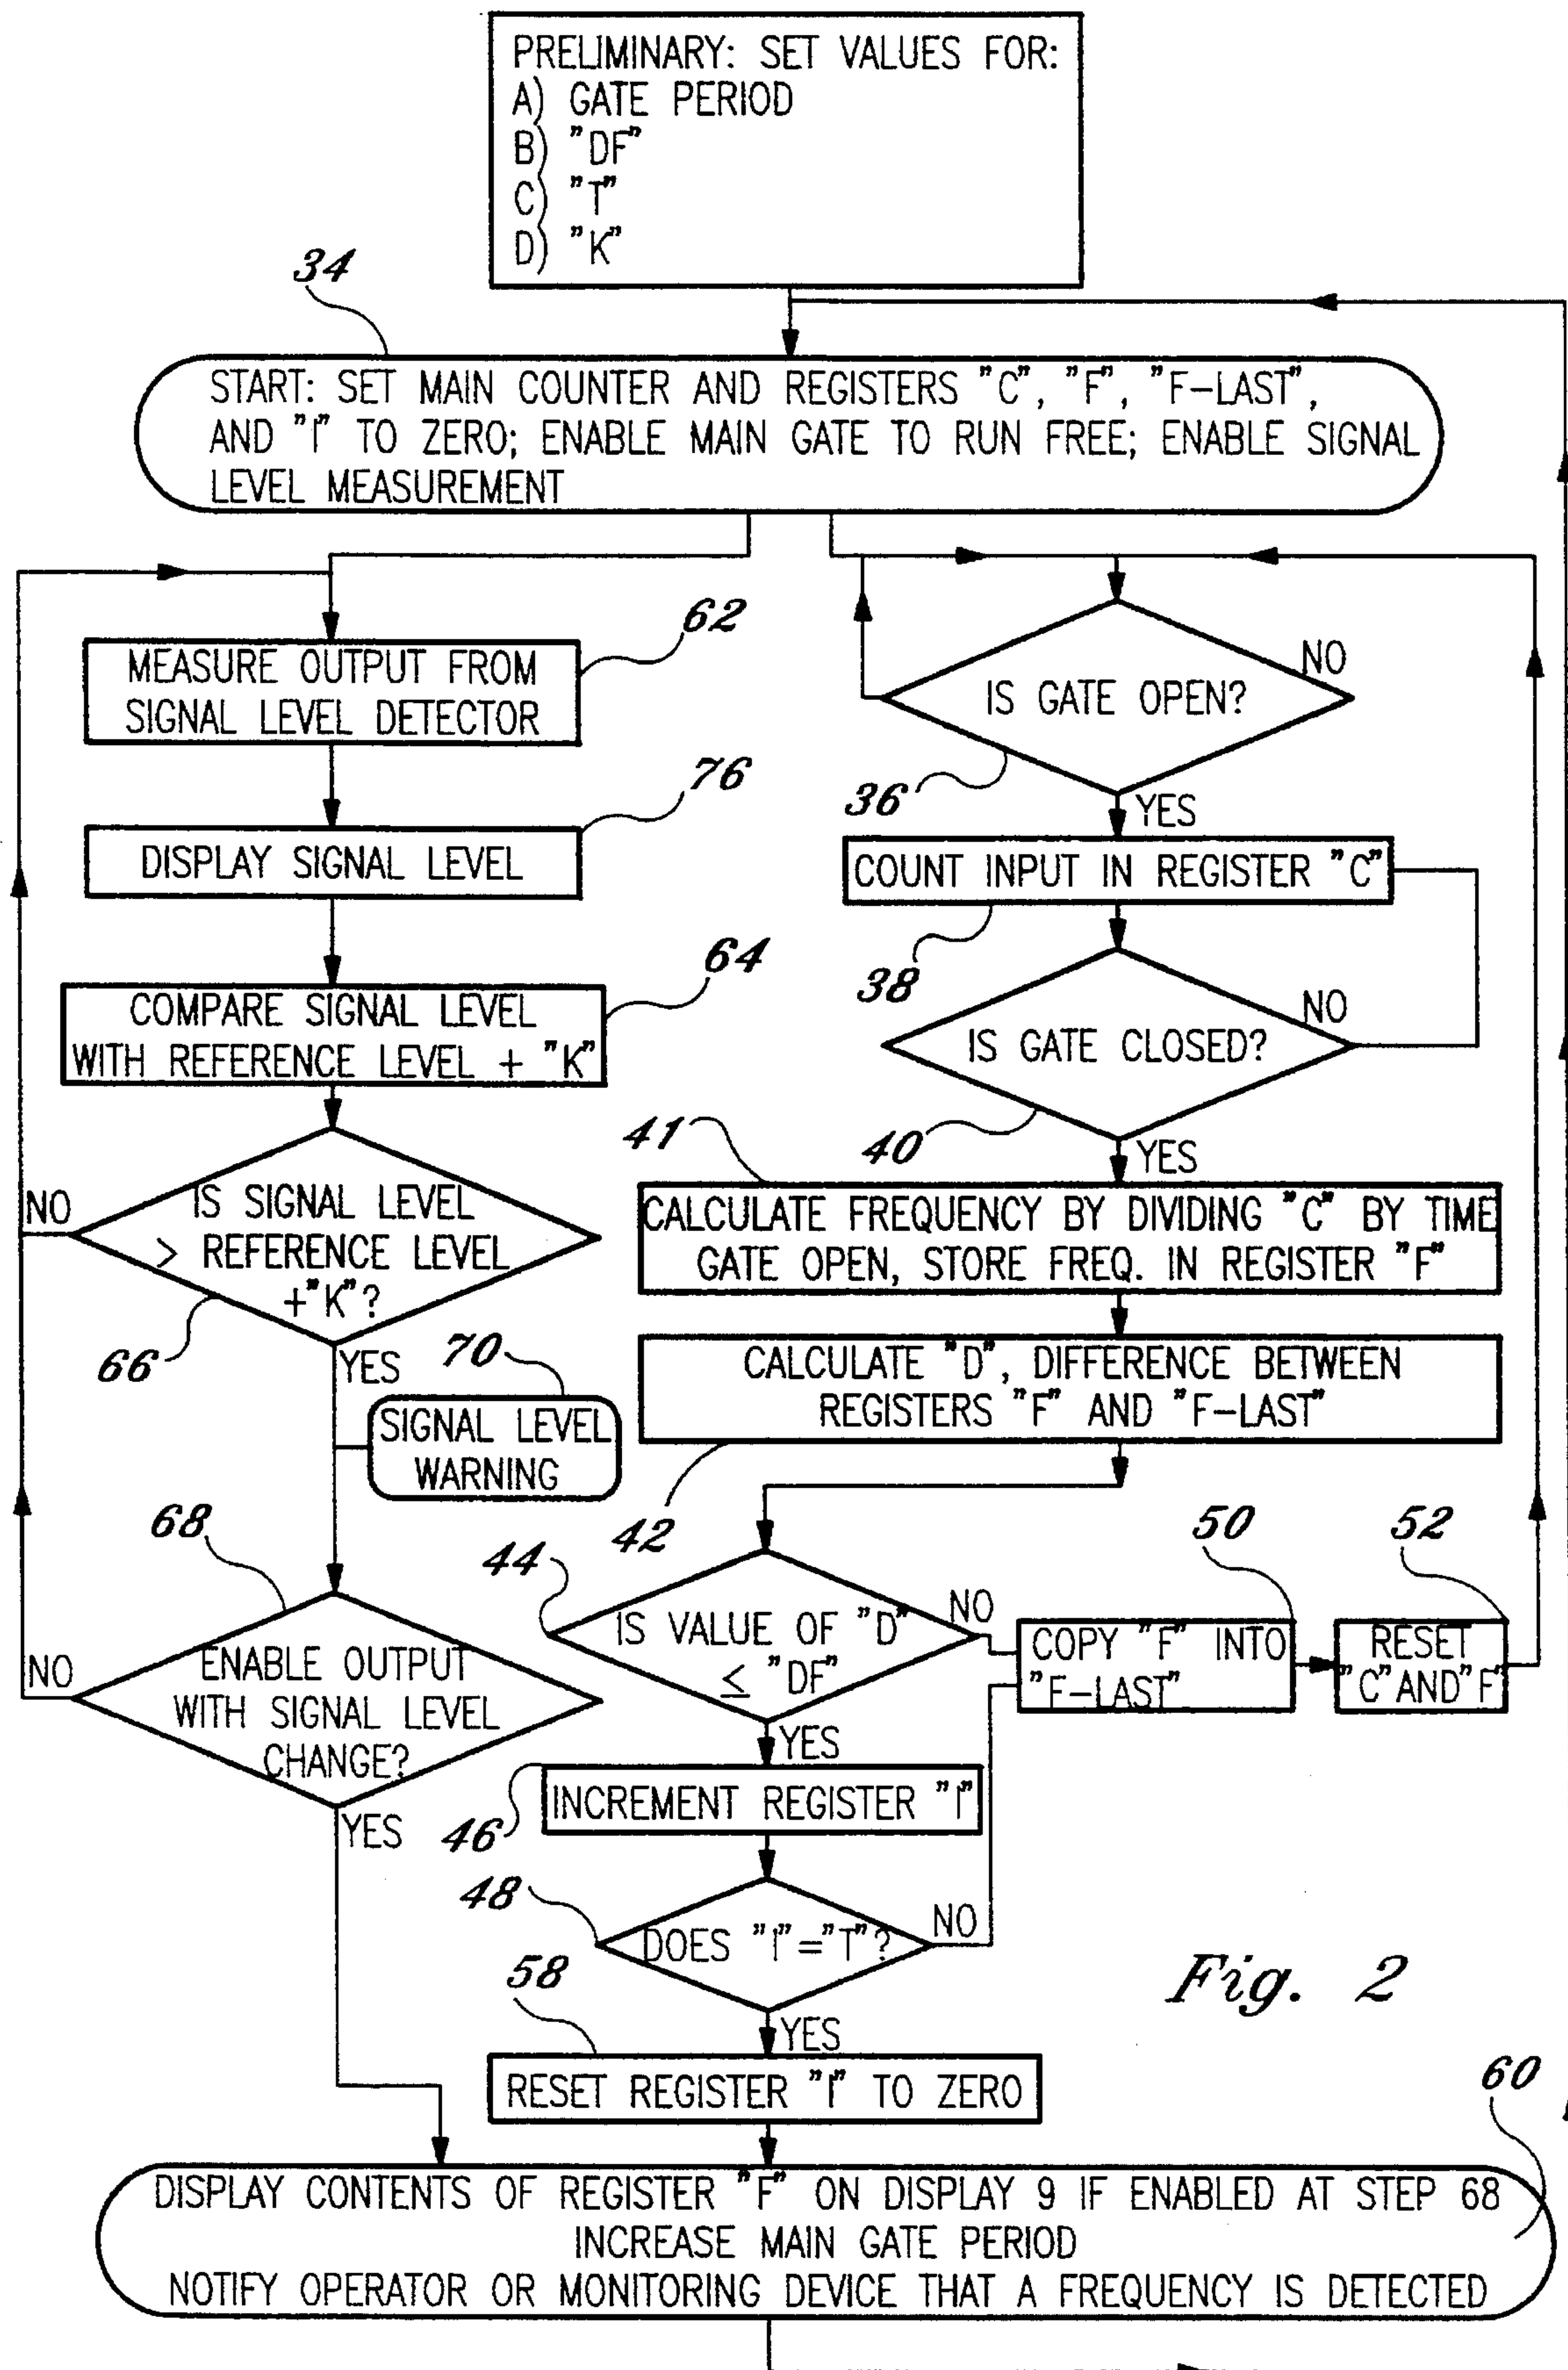 PRELIMINARY: SET VALUES FOR:
A) GATE PERIOD
B) "DF"
C) "T"
D) "K"
34
START: SET MAIN COUNTER AND REGISTERS "C", "F", "F-LAST",
AND "I" TO ZERO; ENABLE MAIN GATE TO RUN FREE; ENABLE SIGNAL
LEVEL MEASUREMENT
62
MEASURE OUTPUT FROM
SIGNAL LEVEL DETECTOR
76
DISPLAY SIGNAL LEVEL
64
COMPARE SIGNAL LEVEL
WITH REFERENCE LEVEL + "K"
NO
IS SIGNAL LEVEL
> REFERENCE LEVEL
+"K"?
66
YES
70
SIGNAL LEVEL
WARNING
68
NO
ENABLE OUTPUT
WITH SIGNAL LEVEL
CHANGE?
YES
NO
IS GATE OPEN?
36
YES
COUNT INPUT IN REGISTER "C"
38
NO
IS GATE CLOSED?
40
YES
41
CALCULATE FREQUENCY BY DIVIDING "C" BY TIME
GATE OPEN, STORE FREQ. IN REGISTER "F"
CALCULATE "D", DIFFERENCE BETWEEN
REGISTERS "F" AND "F-LAST"
42
44
IS VALUE OF "D"
≤ "DF"
NO
50
COPY "F" INTO
"F-LAST"
52
RESET
"C" AND "F"
YES
46
INCREMENT REGISTER "I"
48
DOES "I"="T"?
NO
YES
58
RESET REGISTER "I" TO ZERO
Fig. 2
60
DISPLAY CONTENTS OF REGISTER "F" ON DISPLAY 9 IF ENABLED AT STEP 68
INCREASE MAIN GATE PERIOD
NOTIFY OPERATOR OR MONITORING DEVICE THAT A FREQUENCY IS DETECTED